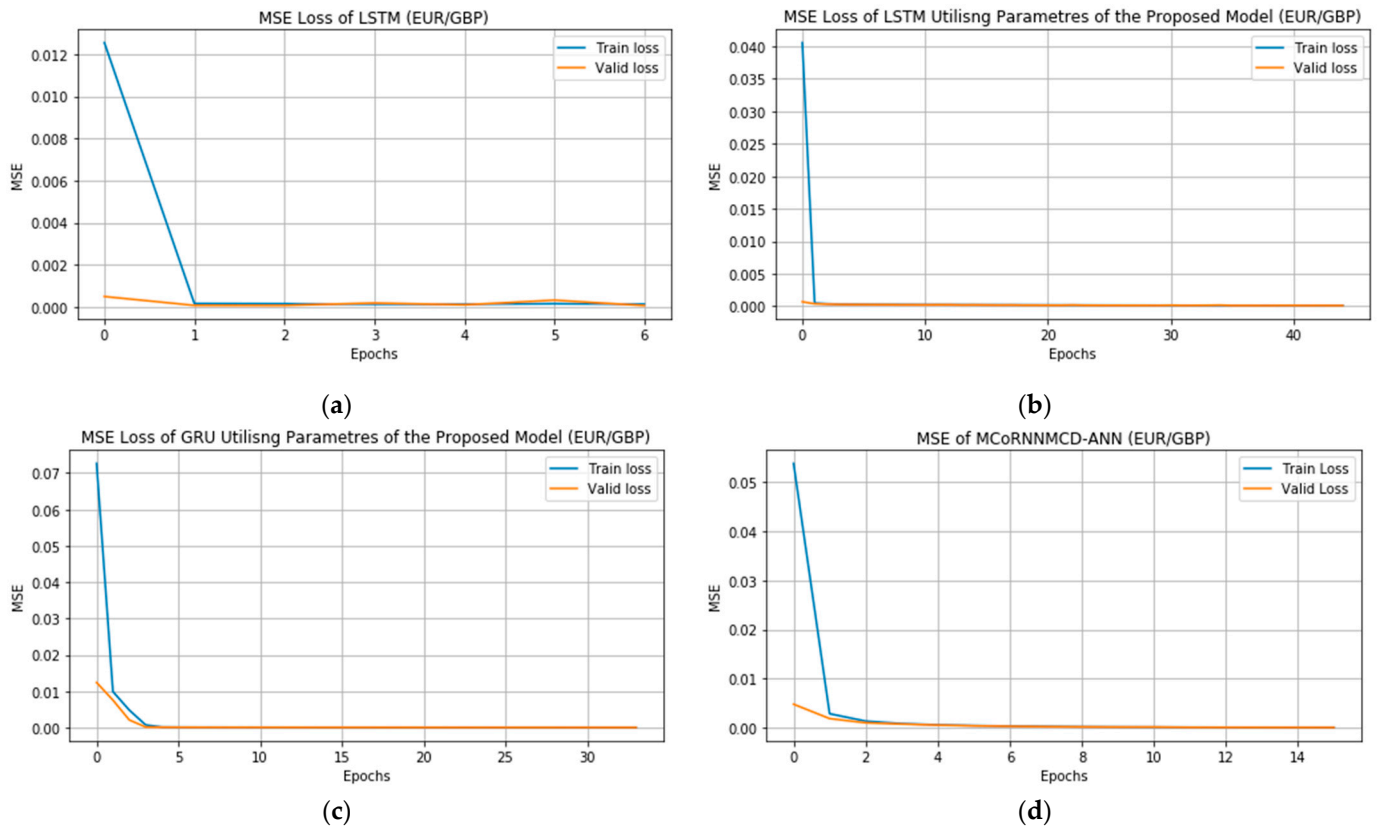 MSE Loss of LSTM (EUR/GBP)
0.012
0.010
0.008
0.006
0.004
0.002
0.000
MSE
Train loss
Valid loss
0 1 2 3 4 5 6
Epochs
(a)
MSE Loss of LSTM Utilisng Parametres of the Proposed Model (EUR/GBP)
0.040
0.035
0.030
0.025
0.020
0.015
0.010
0.005
0.000
MSE
Train loss
Valid loss
0 10 20 30 40
Epochs
(b)
MSE Loss of GRU Utilisng Parametres of the Proposed Model (EUR/GBP)
0.07
0.06
0.05
0.04
0.03
0.02
0.01
0.00
MSE
Train loss
Valid loss
0 5 10 15 20 25 30
Epochs
(c)
MSE of MCoRNNMCD-ANN (EUR/GBP)
0.05
0.04
0.03
0.02
0.01
0.00
MSE
Train Loss
Valid Loss
0 2 4 6 8 10 12 14
Epochs
(d)